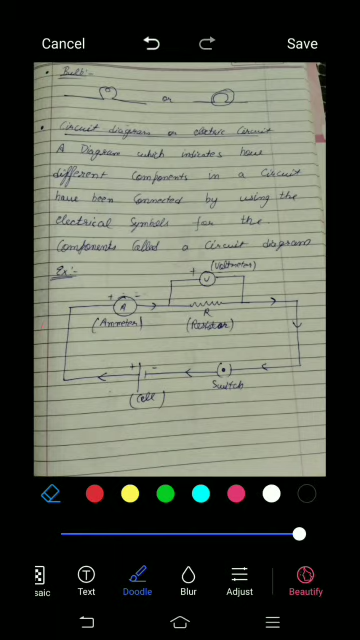 Cancel
Save
• Bulb:-
or
• Circuit diagram or electric Circuit
A Diagram which indicates how
different Components in a Circuit
have been Connected by using the
electrical Symbols for the
Components Called a Circuit diagram
Ex:-
(Voltmeter)
+ V
+ - A
R
(Ammeter) (Resistor)
+ -
Switch
(Cell)
saic Text Doodle Blur Adjust Beautify